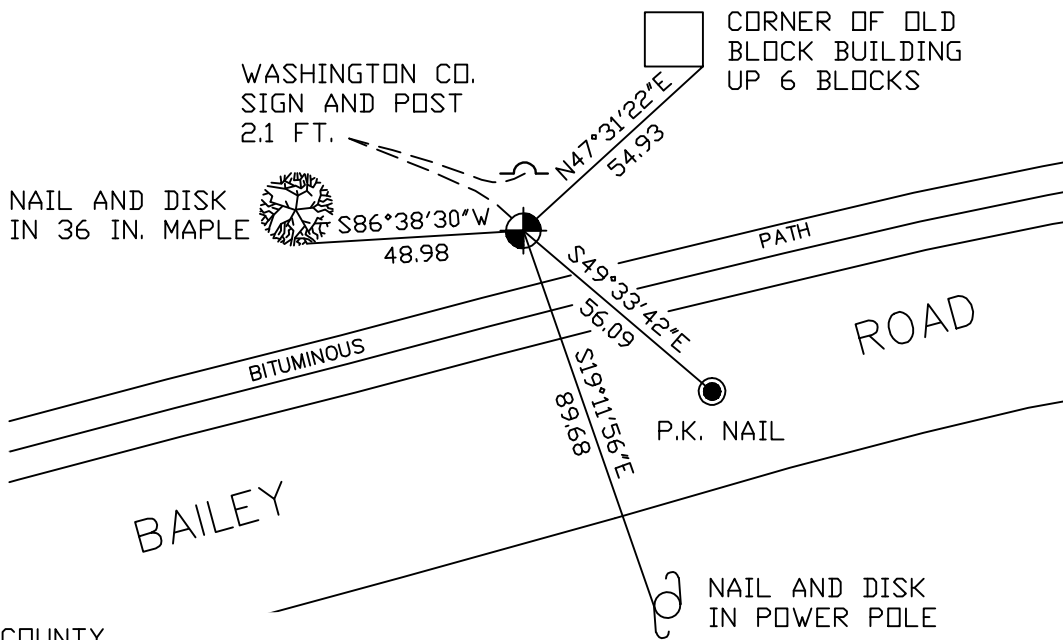 CORNER OF OLD
BLOCK BUILDING
UP 6 BLOCKS
WASHINGTON CO.
SIGN AND POST
2.1 FT.
N47°31'22"E
54.93
NAIL AND DISK
IN 36 IN. MAPLE
S86°38'30"W
48.98
S49°33'42"E
56.09
PATH
BITUMINOUS
ROAD
S19°11'56"E
89.68
P.K. NAIL
BAILEY
NAIL AND DISK
IN POWER POLE
COUNTY